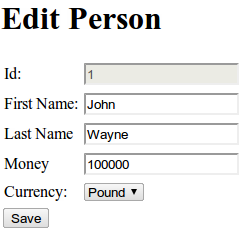 Edit Person
Id: 1
First Name: John
Last Name Wayne
Money 100000
Currency: Pound
Save